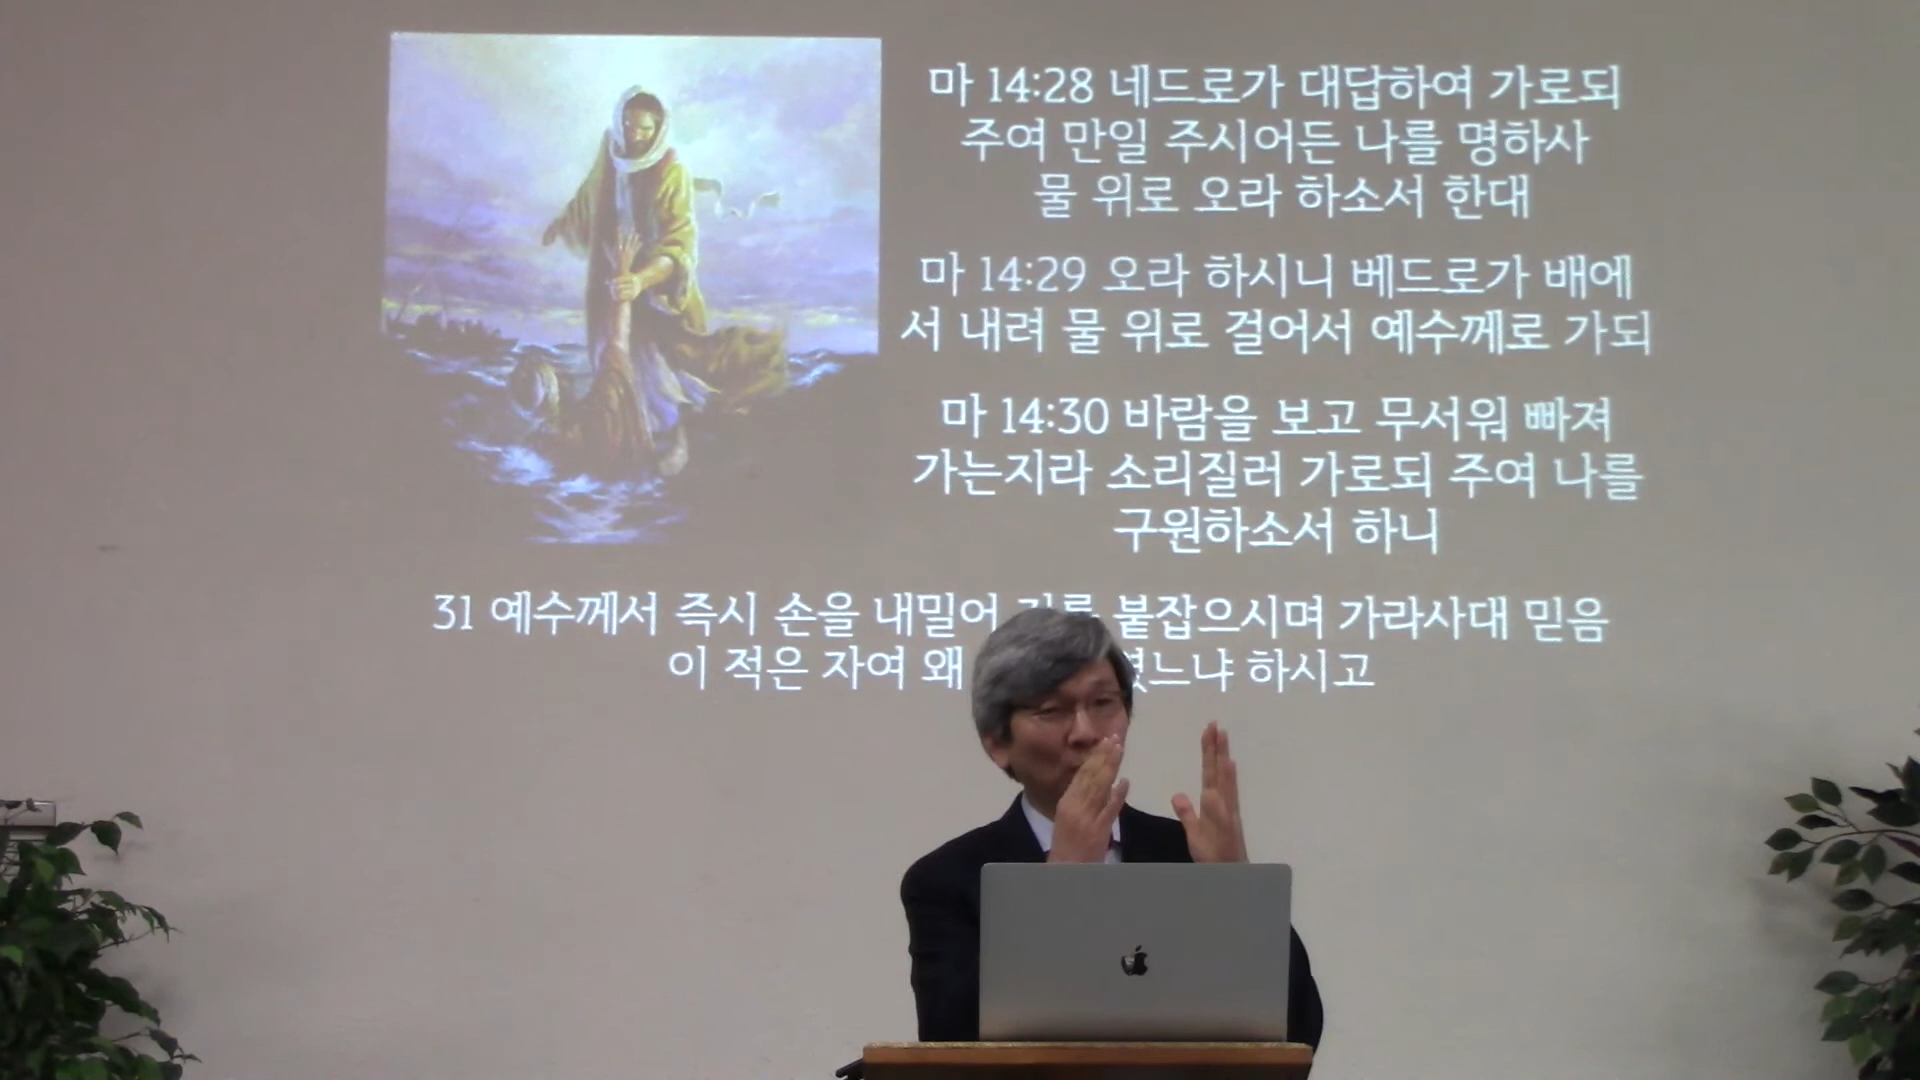 마 14:28 네드로가 대답하여 가로되
주여 만일 주시어든 나를 명하사
물 위로 오라 하소서 한대
마 14:29 오라 하시니 베드로가 배에
서 내려 물 위로 걸어서 예수께로 가되
마 14:30 바람을 보고 무서워 빠져
가는지라 소리질러 가로되 주여 나를
구원하소서 하니
31 예수께서 즉시 손을 내밀어 붙잡으시며 가라사대 믿음
이 적은 자여 왜 하시고